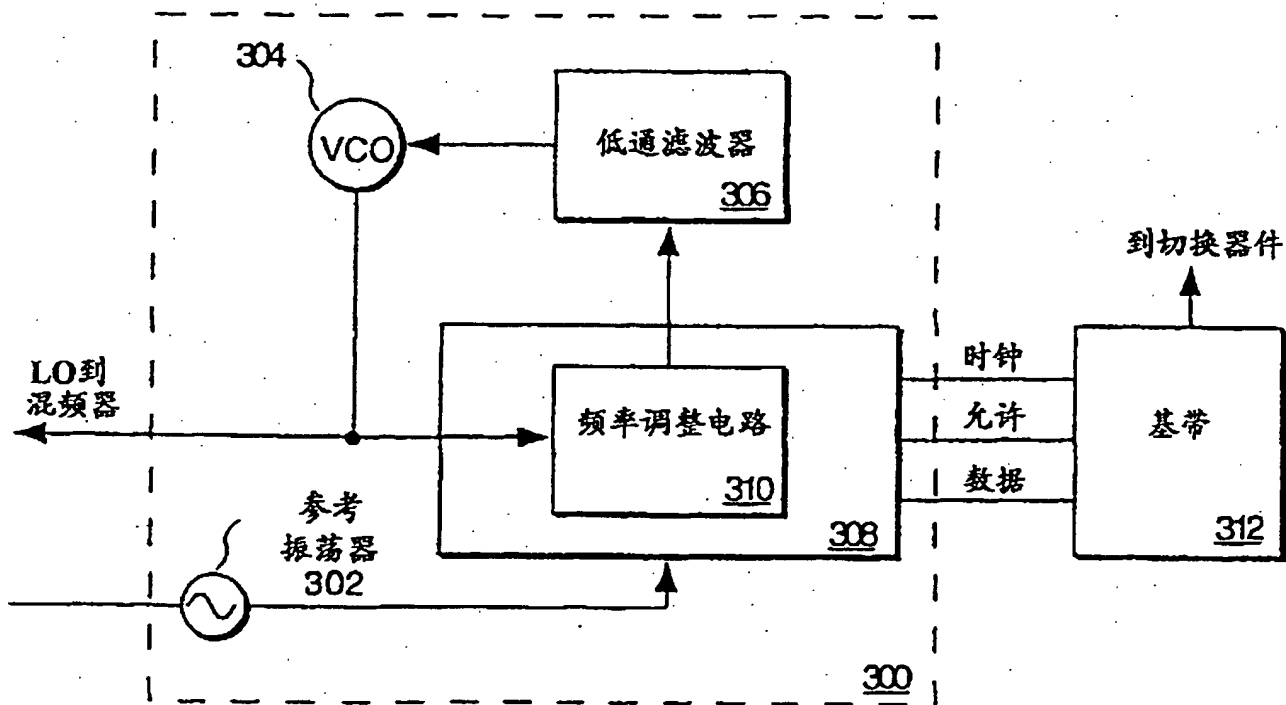 304
VCO
低通滤波器
306
到切换器件
LO到
混频器
频率调整电路
310
308
时钟
允许
数据
基带
312
参考
振荡器
302
300